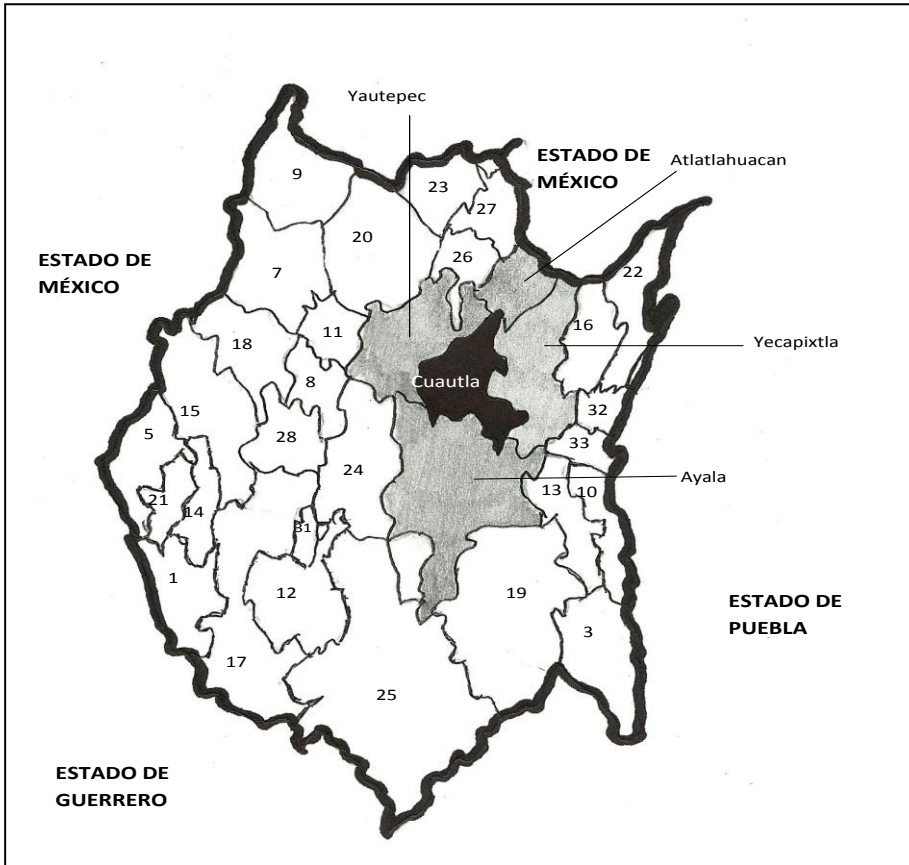 Yautepec
ESTADO DE
MÉXICO
Atlatlahuacan
9
23
27
20
26
22
ESTADO DE
MÉXICO
7
11
16
18
Yecapixtla
8
Cuautla
15
32
5
28
33
24
Ayala
21
14
13
10
31
1
12
19
ESTADO DE
PUEBLA
3
17
25
ESTADO DE
GUERRERO